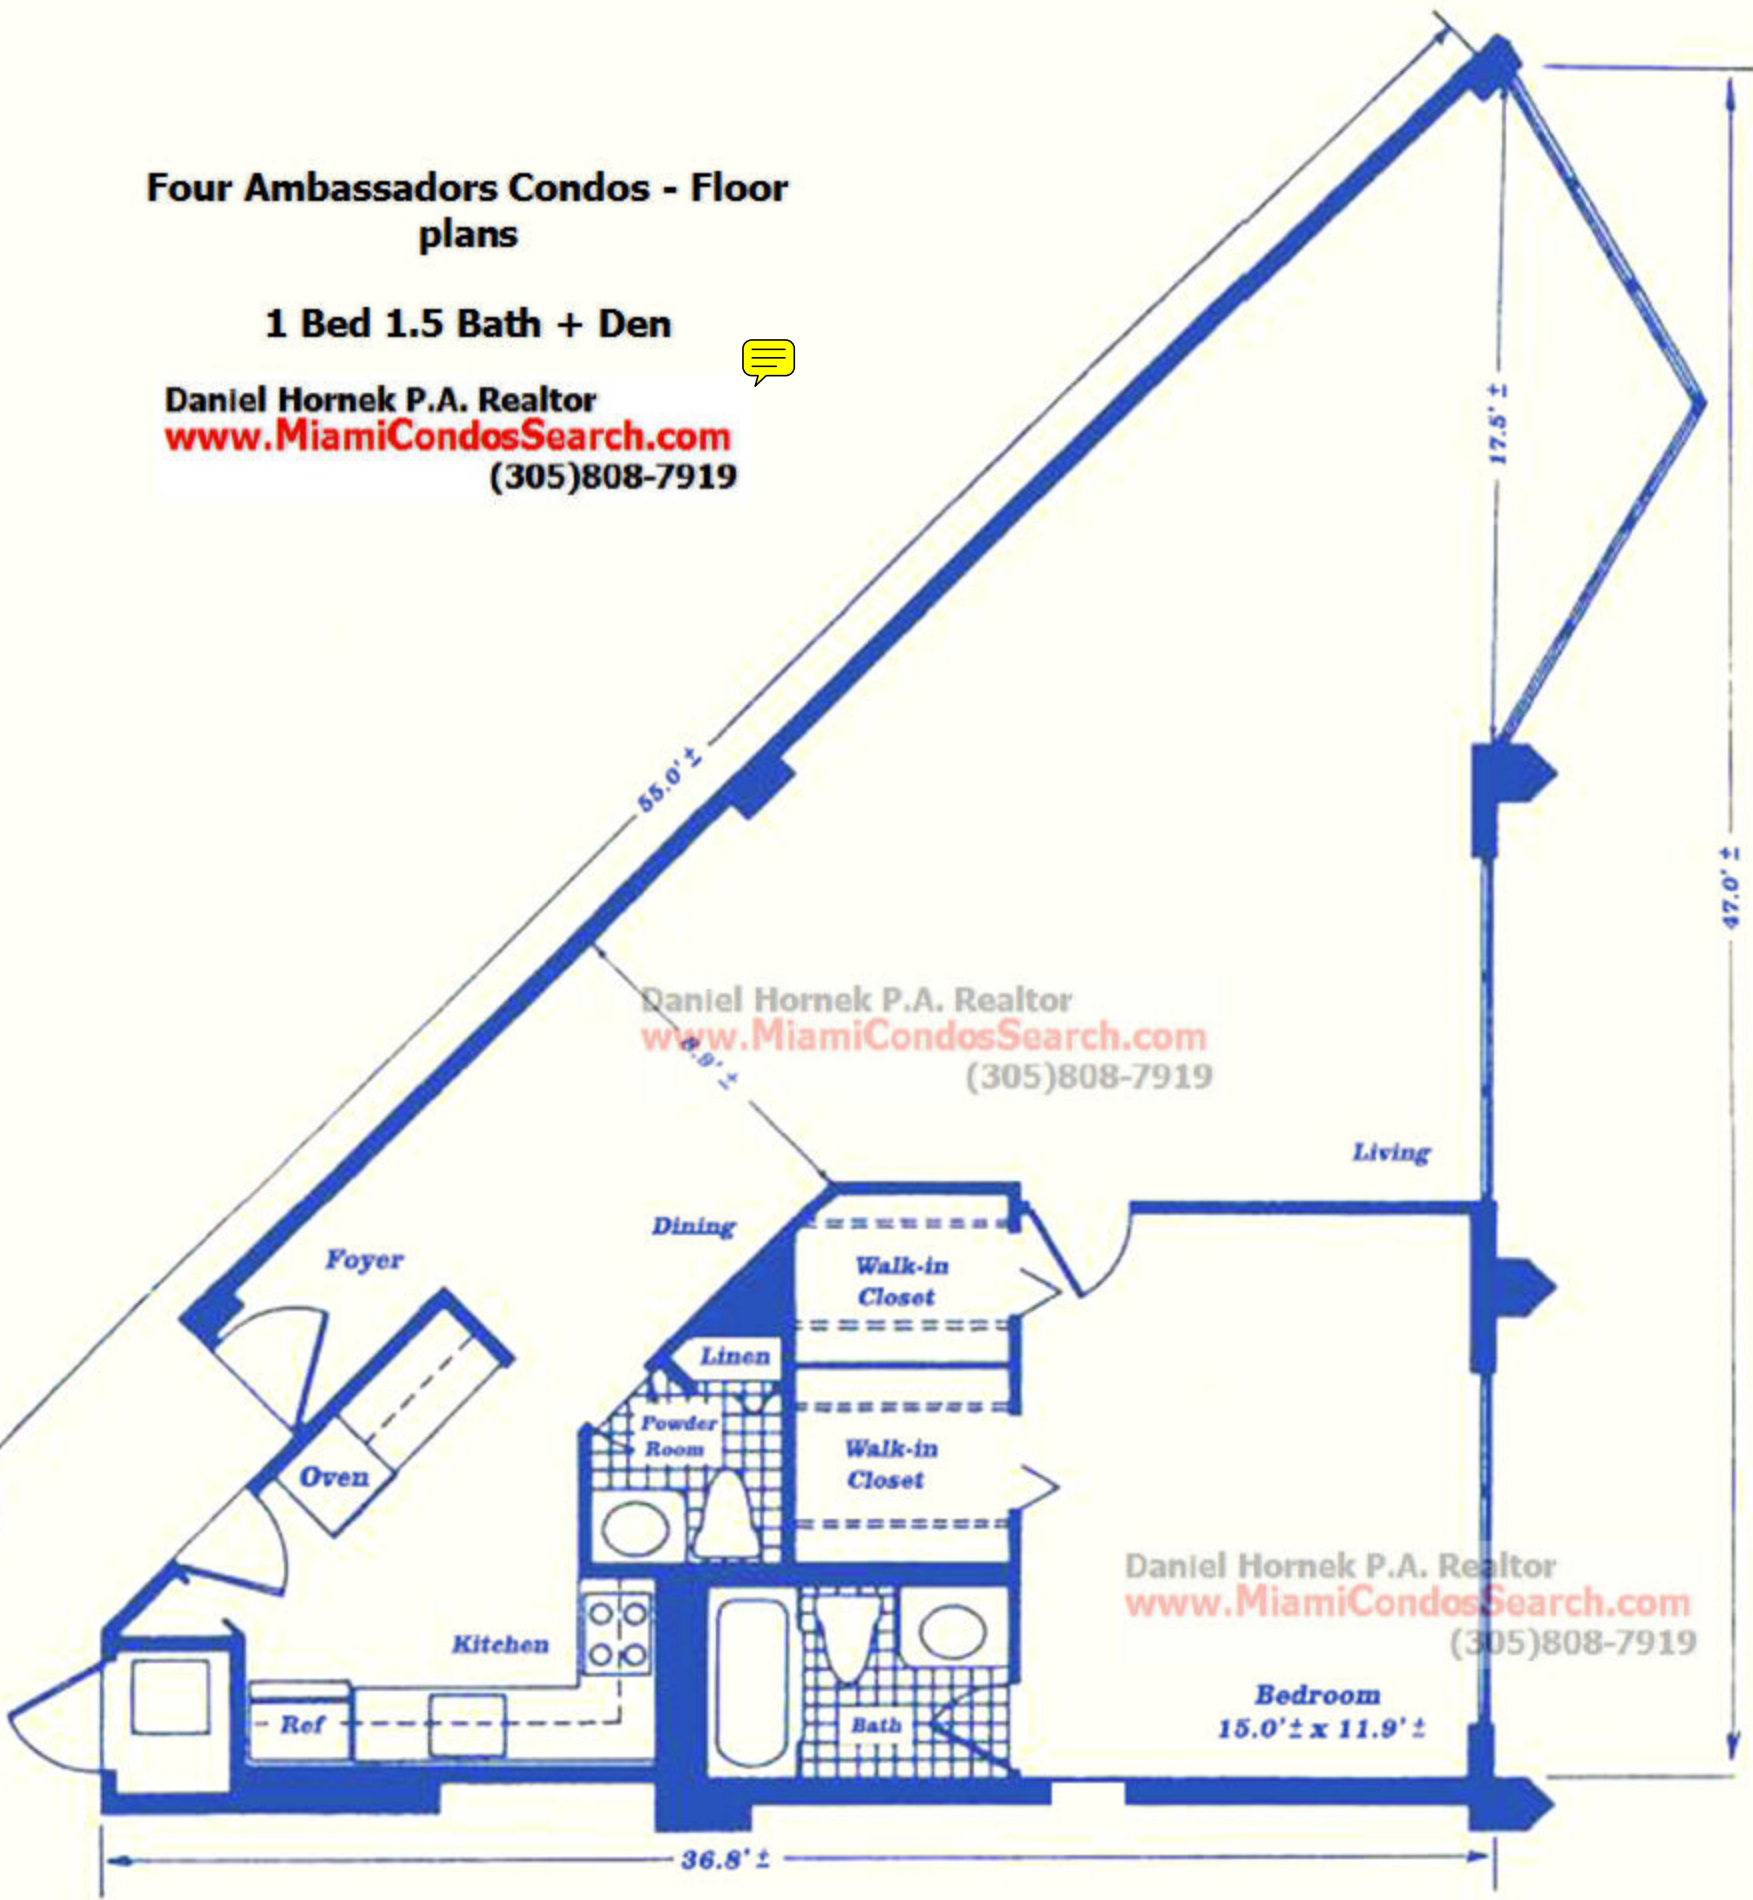 Four Ambassadors Condos - Floor
plans
1 Bed 1.5 Bath + Den
Daniel Hornek P.A. Realtor
www.MiamiCondosSearch.com
(305)808-7919
17.5' ±
55.0' ±
47.0' ±
Daniel Hornek P.A. Realtor
www.MiamiCondosSearch.com
(305)808-7919
8.9' ±
Living
Dining
Foyer
Walk-in
Closet
Linen
Powder
Room
Walk-in
Closet
Oven
Daniel Hornek P.A. Realtor
www.MiamiCondosSearch.com
(305)808-7919
Kitchen
Bedroom
15.0' ± x 11.9' ±
Ref
Bath
36.8' ±